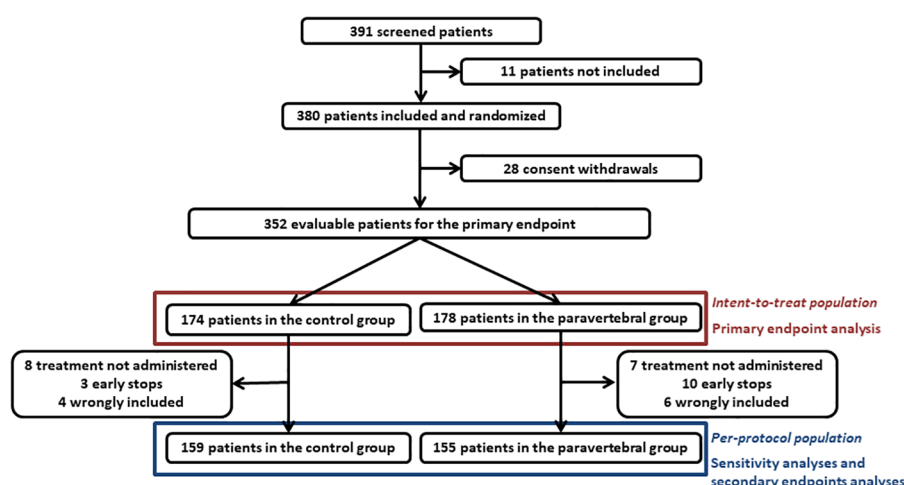 391 screened patients
11 patients not included
380 patients included and randomized
28 consent withdrawals
352 evaluable patients for the primary endpoint
Intent-to-treat population
174 patients in the control group
178 patients in the paravertebral group
Primary endpoint analysis
8 treatment not administered
3 early stops
4 wrongly included
7 treatment not administered
10 early stops
6 wrongly included
159 patients in the control group
155 patients in the paravertebral group
Per-protocol population
Sensitivity analyses and
secondary endpoints analyses